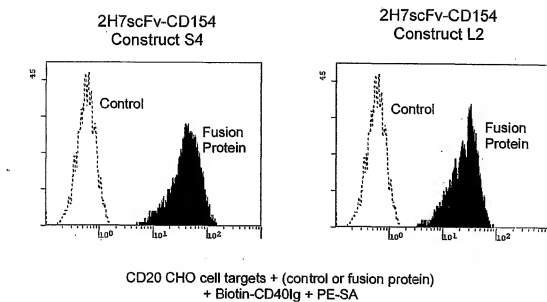 2H7scFv-CD154
Construct S4
45
Control
Fusion
Protein
10⁰ 10¹ 10²
2H7scFv-CD154
Construct L2
45
Control
Fusion
Protein
10⁰ 10¹ 10²
CD20 CHO cell targets + (control or fusion protein)
+ Biotin-CD40Ig + PE-SA